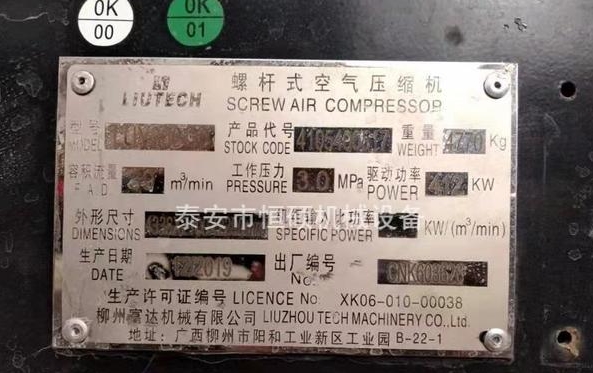 OK
00
OK
01
LIUTECH
螺杆式空气压缩机
SCREW AIR COMPRESSOR
型号
MODEL
产品代号
STOCK CODE
重量
WEIGHT 4770 Kg
容积流量
F.A.D m³/min
工作压力
PRESSURE 3.0 MPa
驱动功率
POWER KW
外形尺寸
DIMENSIONS
比功率
SPECIFIC POWER KW/(m³/min)
泰安市恒硕机械设备
生产日期
DATE 12/2019
出厂编号
No.
生产许可证编号 LICENCE No. XK06-010-00038
柳州富达机械有限公司 LIUZHOU TECH MACHINERY CO.,Ltd.
地址:广西柳州市阳和工业新区工业园 B-22-1